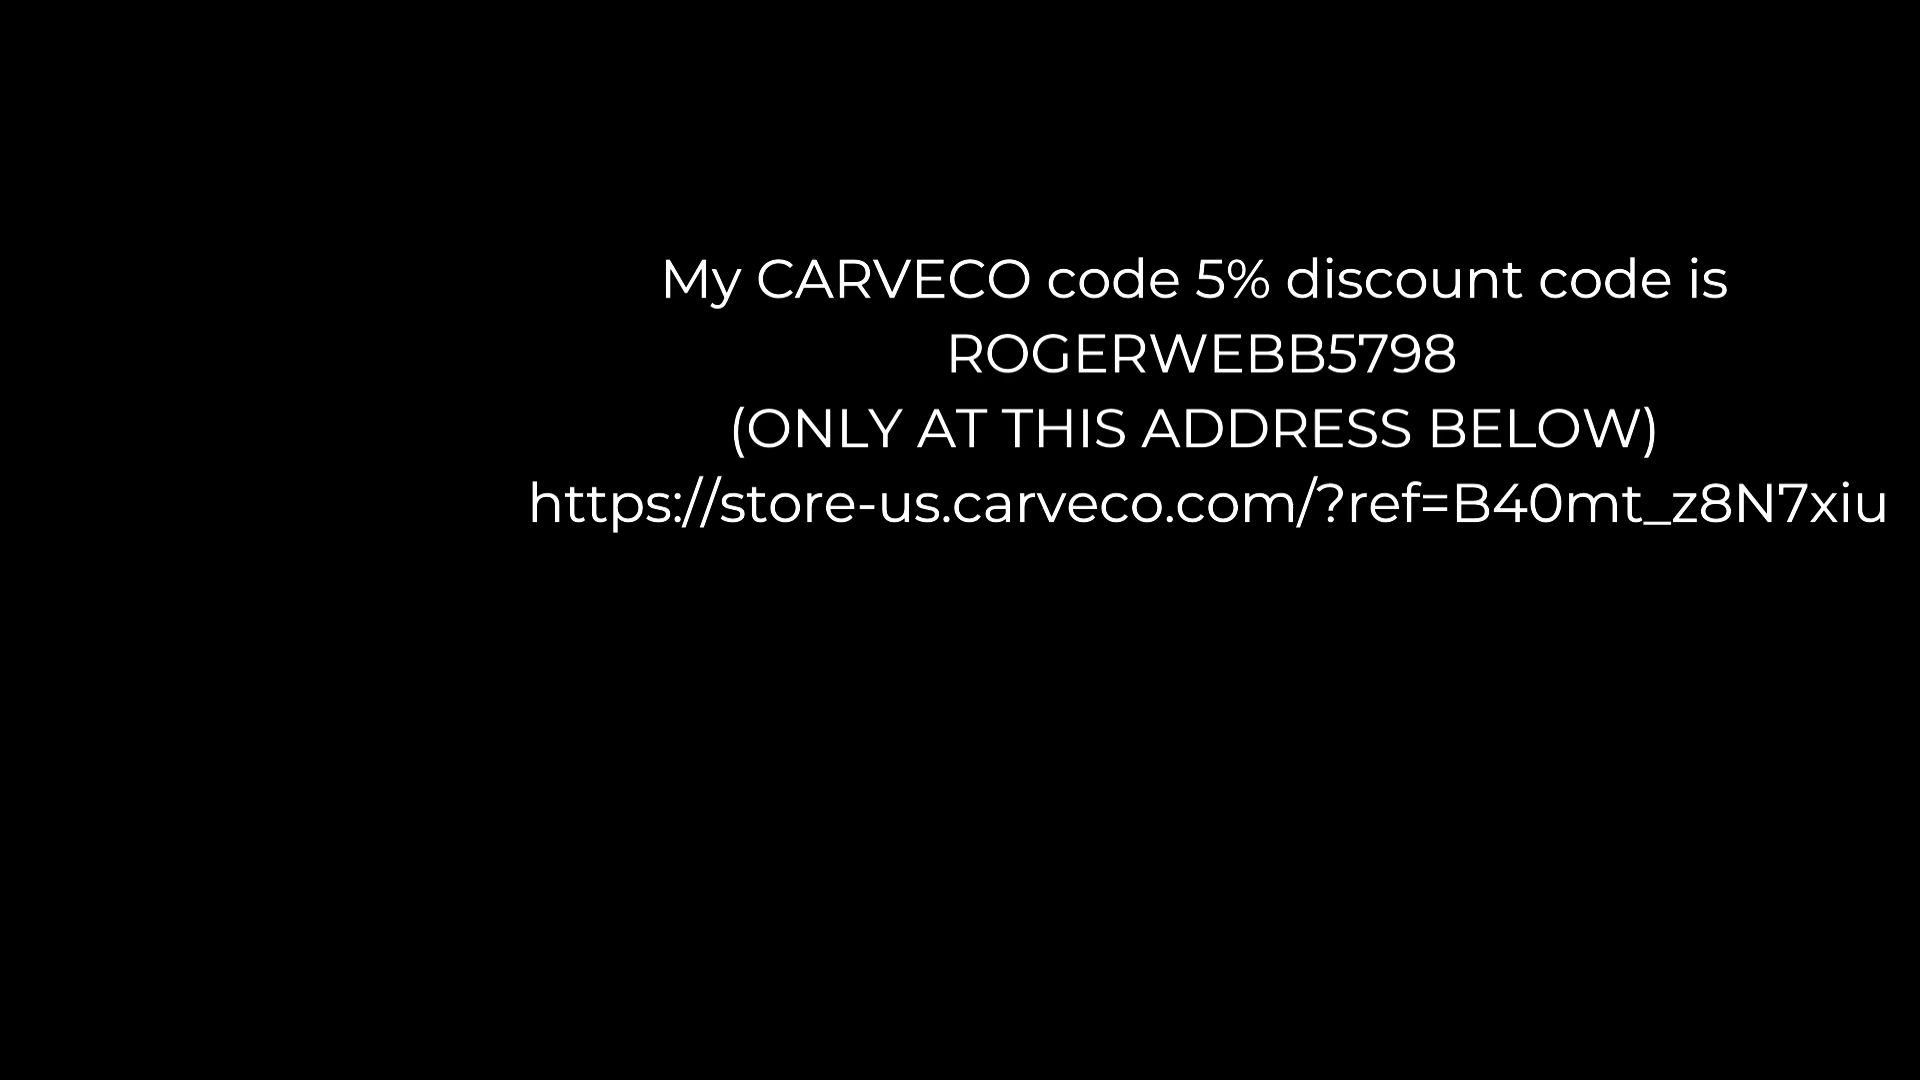 My CARVECO code 5% discount code is
ROGERWEBB5798
(ONLY AT THIS ADDRESS BELOW)
https://store-us.carveco.com/?ref=B40mt_z8N7xiu